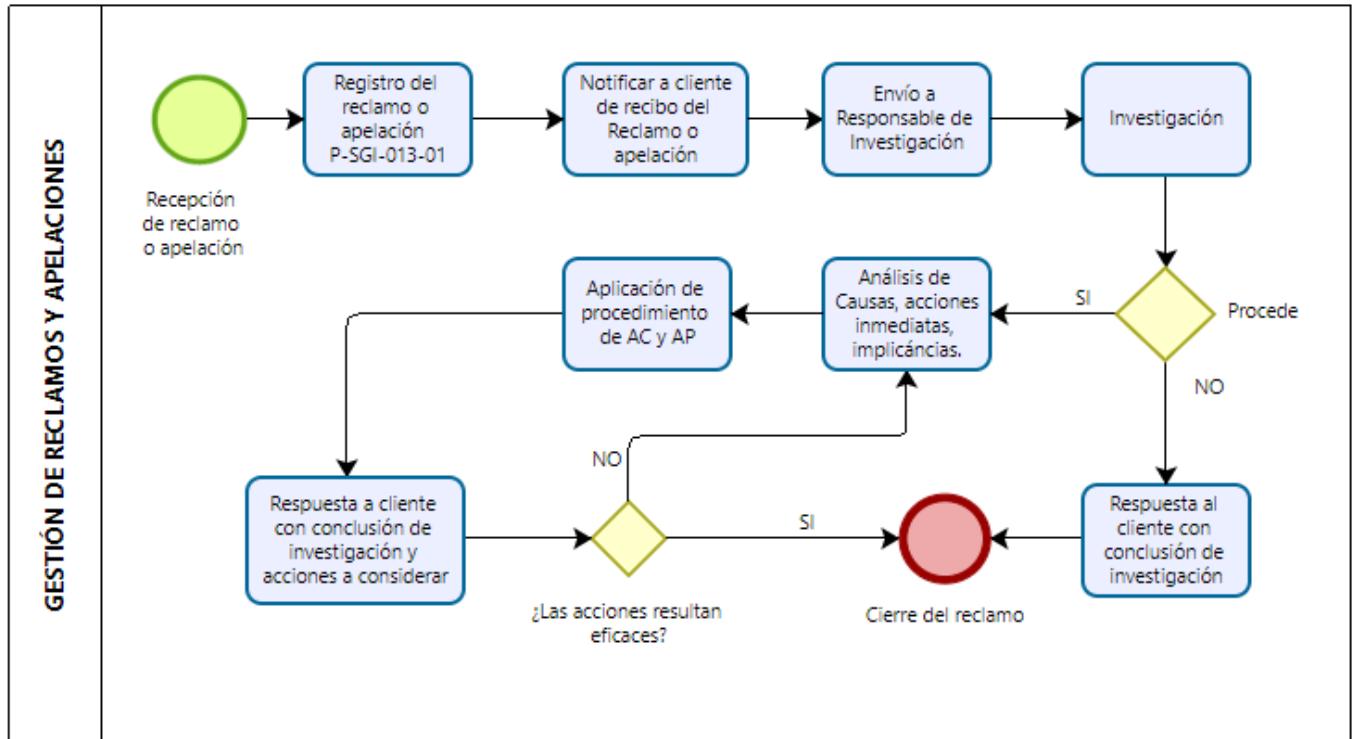 GESTIÓN DE RECLAMOS Y APELACIONES
Recepción
de reclamo
o apelación
Registro del
reclamo o
apelación
P-SGI-013-01
Notificar a cliente
de recibo del
Reclamo o
apelación
Envío a
Responsable de
Investigación
Investigación
Procede
SI
NO
Análisis de
Causas, acciones
inmediatas,
implicáncias.
Aplicación de
procedimiento
de AC y AP
Respuesta a cliente
con conclusión de
investigación y
acciones a considerar
¿Las acciones resultan
eficaces?
NO
SI
Cierre del reclamo
Respuesta al
cliente con
conclusión de
investigación